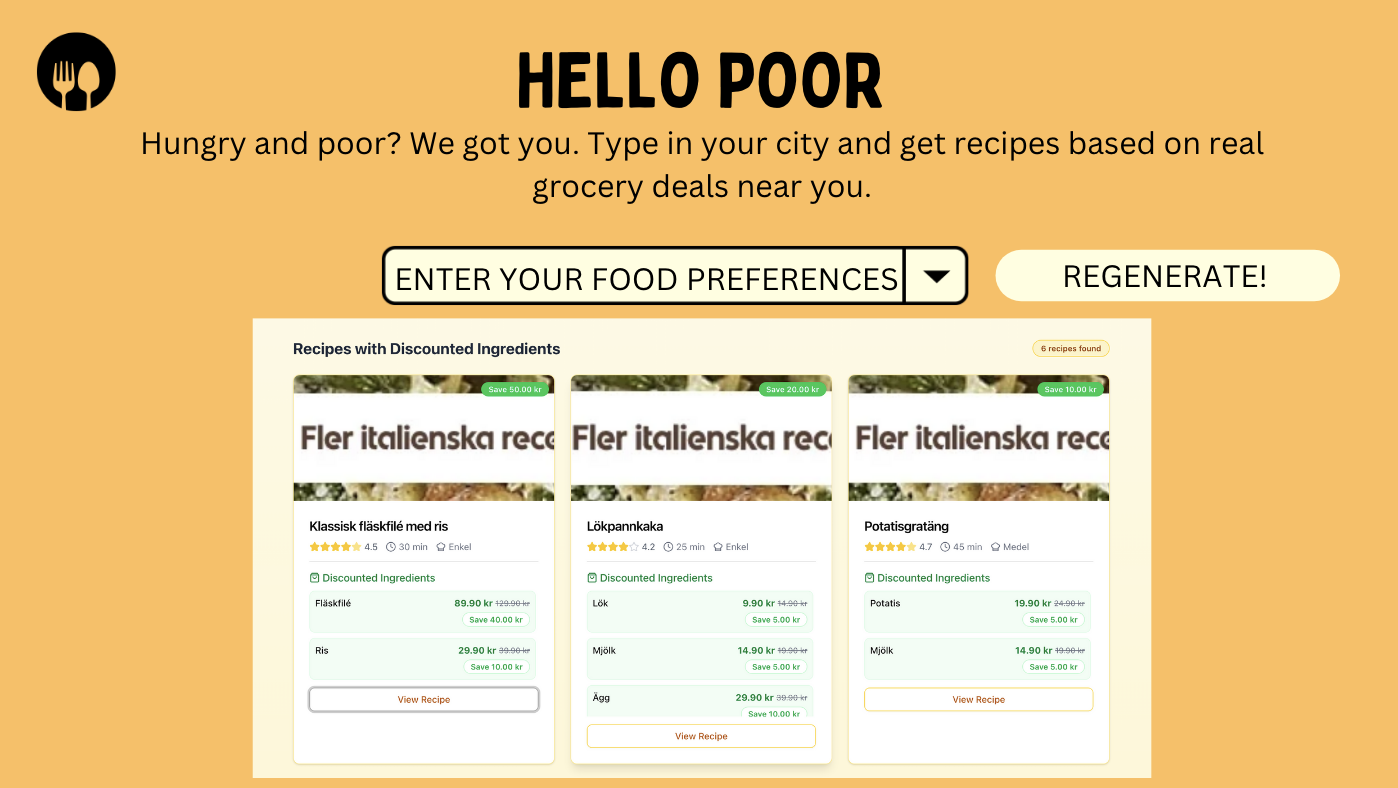 HELLO POOR
Hungry and poor? We got you. Type in your city and get recipes based on real
grocery deals near you.
ENTER YOUR FOOD PREFERENCES
REGENERATE!
Recipes with Discounted Ingredients
6 recipes found
Save 50.00 kr
Fler italienska rece
Klassisk fläskfilé med ris
4.5 30 min Enkel
Discounted Ingredients
Fläskfilé 89.90 kr 129.90 kr
Save 40.00 kr
Ris 29.90 kr 39.90 kr
Save 10.00 kr
View Recipe
Save 20.00 kr
Fler italienska rec
Lökpannkaka
4.2 25 min Enkel
Discounted Ingredients
Lök 9.90 kr 14.90 kr
Save 5.00 kr
Mjölk 14.90 kr 19.90 kr
Save 5.00 kr
Ägg 29.90 kr 39.90 kr
Save 10.00 kr
View Recipe
Save 10.00 kr
Fler italienska rece
Potatisgratäng
4.7 45 min Medel
Discounted Ingredients
Potatis 19.90 kr 24.90 kr
Save 5.00 kr
Mjölk 14.90 kr 19.90 kr
Save 5.00 kr
View Recipe